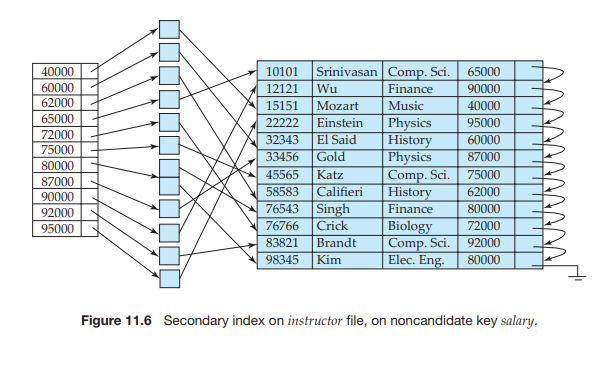 40000
60000
62000
65000
72000
75000
80000
87000
90000
92000
95000
10101 Srinivasan Comp. Sci. 65000
12121 Wu Finance 90000
15151 Mozart Music 40000
22222 Einstein Physics 95000
32343 El Said History 60000
33456 Gold Physics 87000
45565 Katz Comp. Sci. 75000
58583 Califieri History 62000
76543 Singh Finance 80000
76766 Crick Biology 72000
83821 Brandt Comp. Sci. 92000
98345 Kim Elec. Eng. 80000
Figure 11.6 Secondary index on instructor file, on noncandidate key salary.